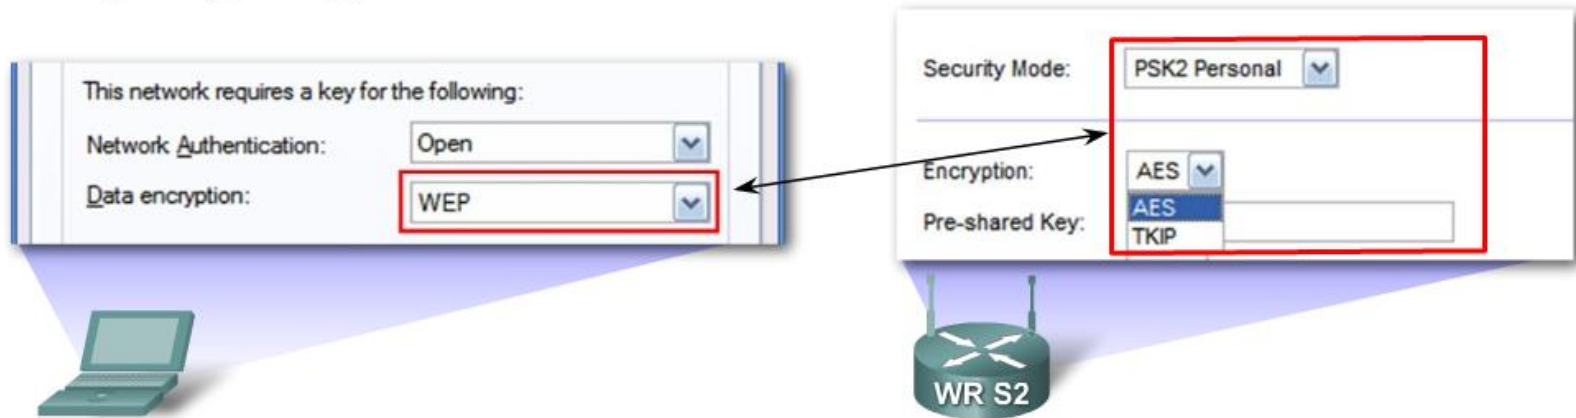 This network requires a key for the following:
Network Authentication: Open
Data encryption: WEP
Security Mode: PSK2 Personal
Encryption: AES
AES
Pre-shared Key:
TKIP
WR S2